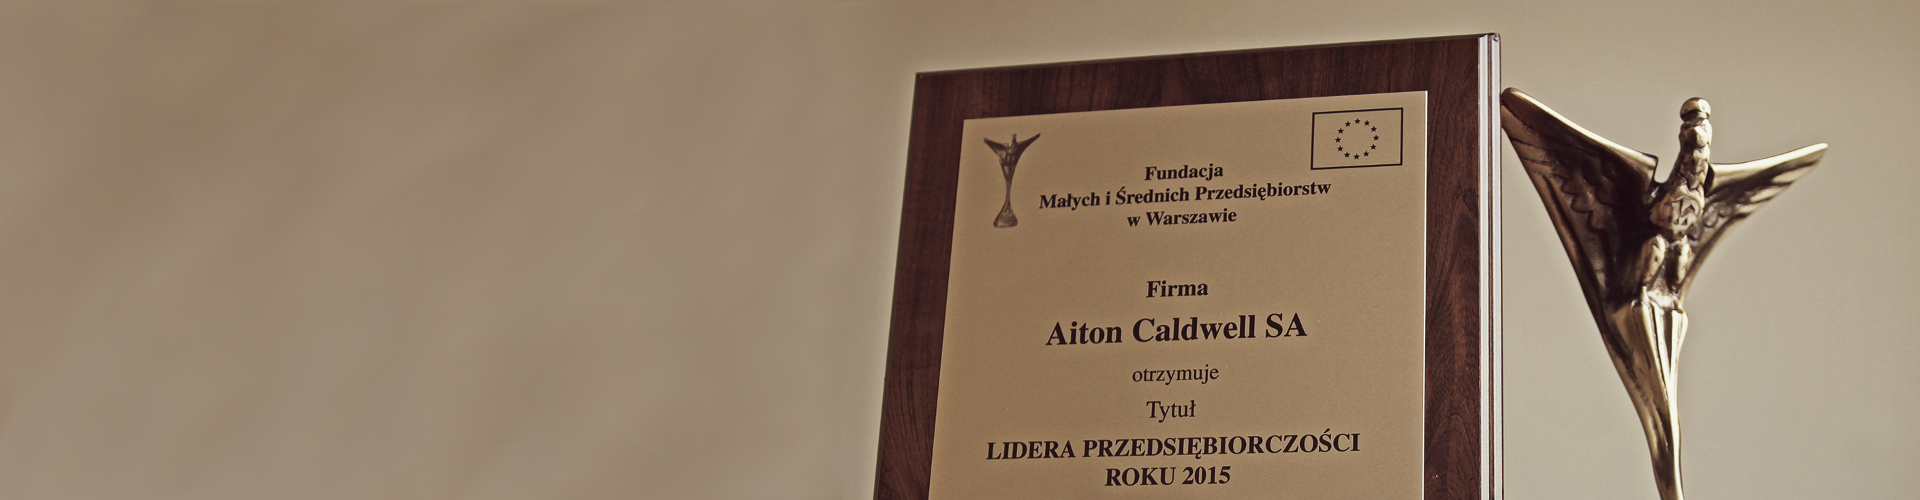 Fundacja
Małych i Średnich Przedsiębiorstw
w Warszawie
Firma
Aiton Caldwell SA
otrzymuje
Tytuł
LIDERA PRZEDSIĘBIORCZOŚCI
ROKU 2015